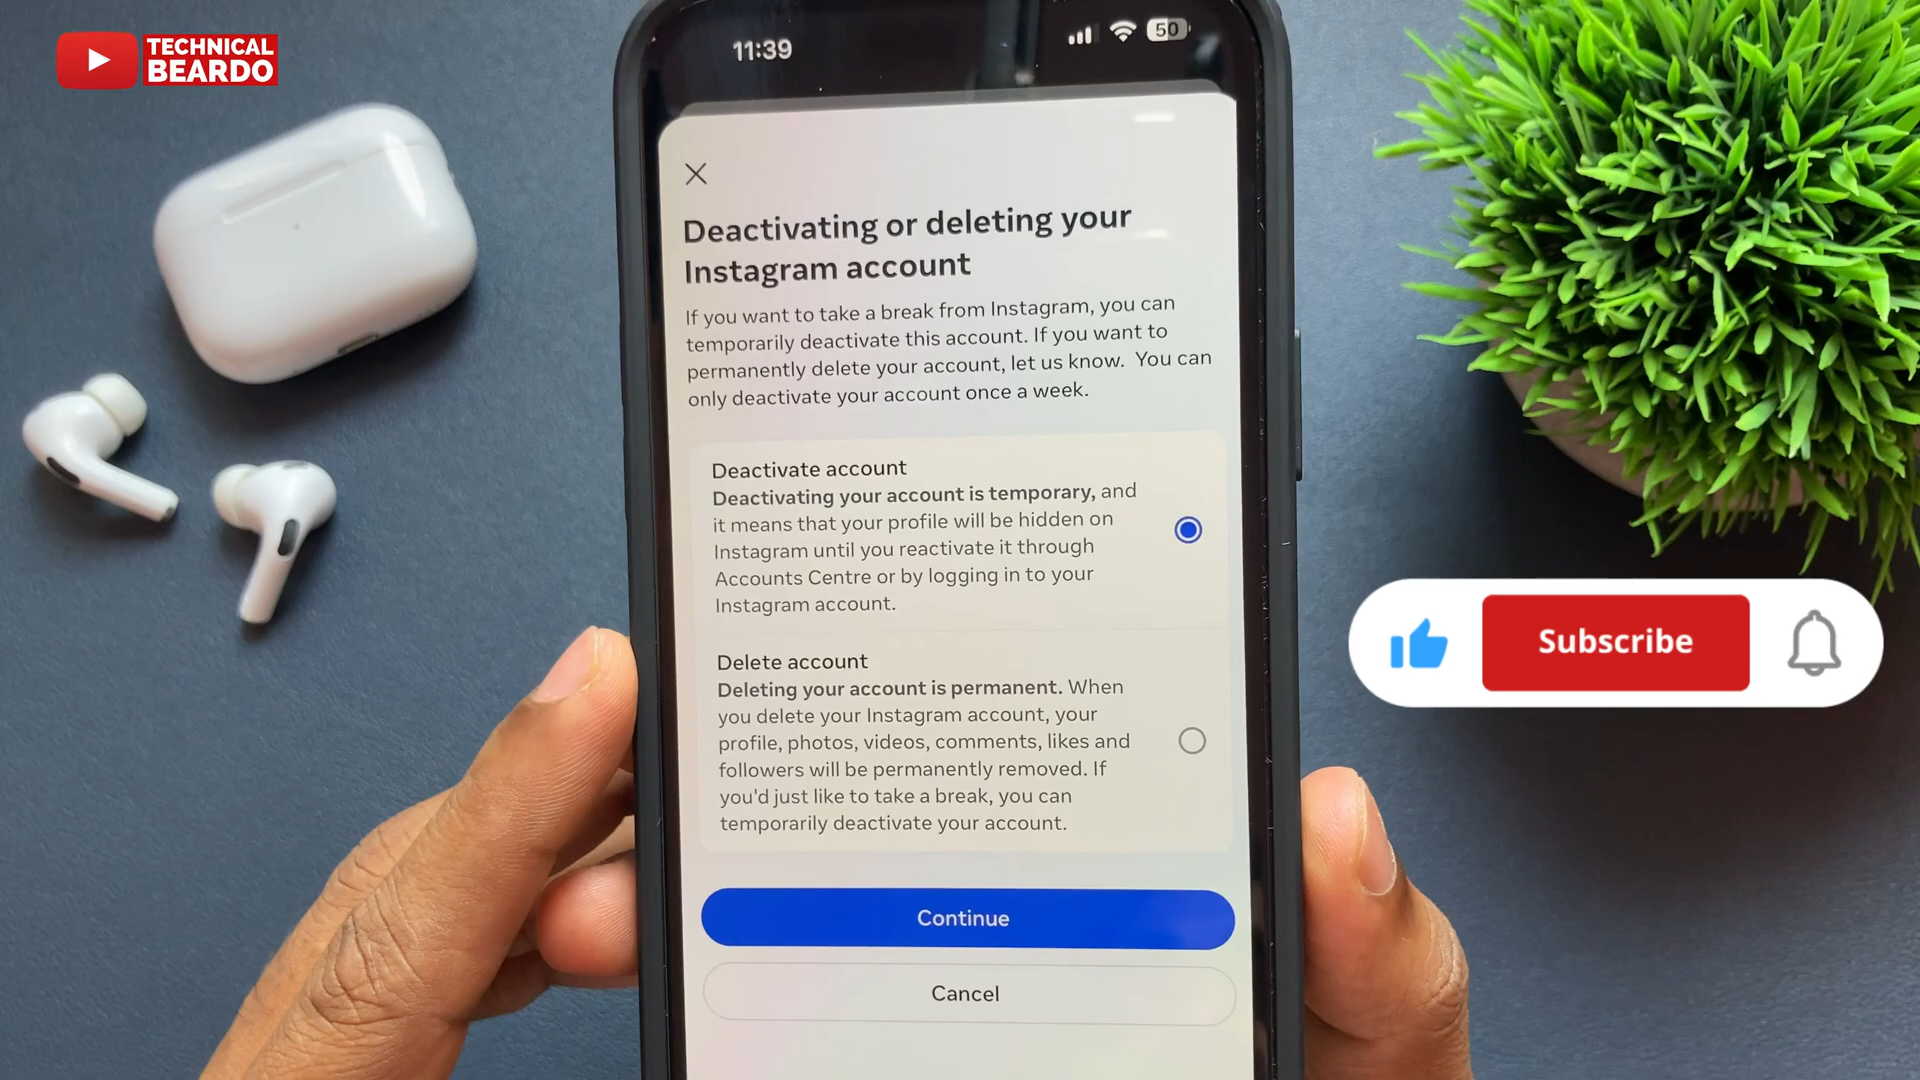 TECHNICAL
BEARDO
11:39
50
Deactivating or deleting your
Instagram account
If you want to take a break from Instagram, you can
temporarily deactivate this account. If you want to
permanently delete your account, let us know. You can
only deactivate your account once a week.
Deactivate account
Deactivating your account is temporary, and
it means that your profile will be hidden on
Instagram until you reactivate it through
Accounts Centre or by logging in to your
Instagram account.
Delete account
Deleting your account is permanent. When
you delete your Instagram account, your
profile, photos, videos, comments, likes and
followers will be permanently removed. If
you'd just like to take a break, you can
temporarily deactivate your account.
Continue
Cancel
Subscribe